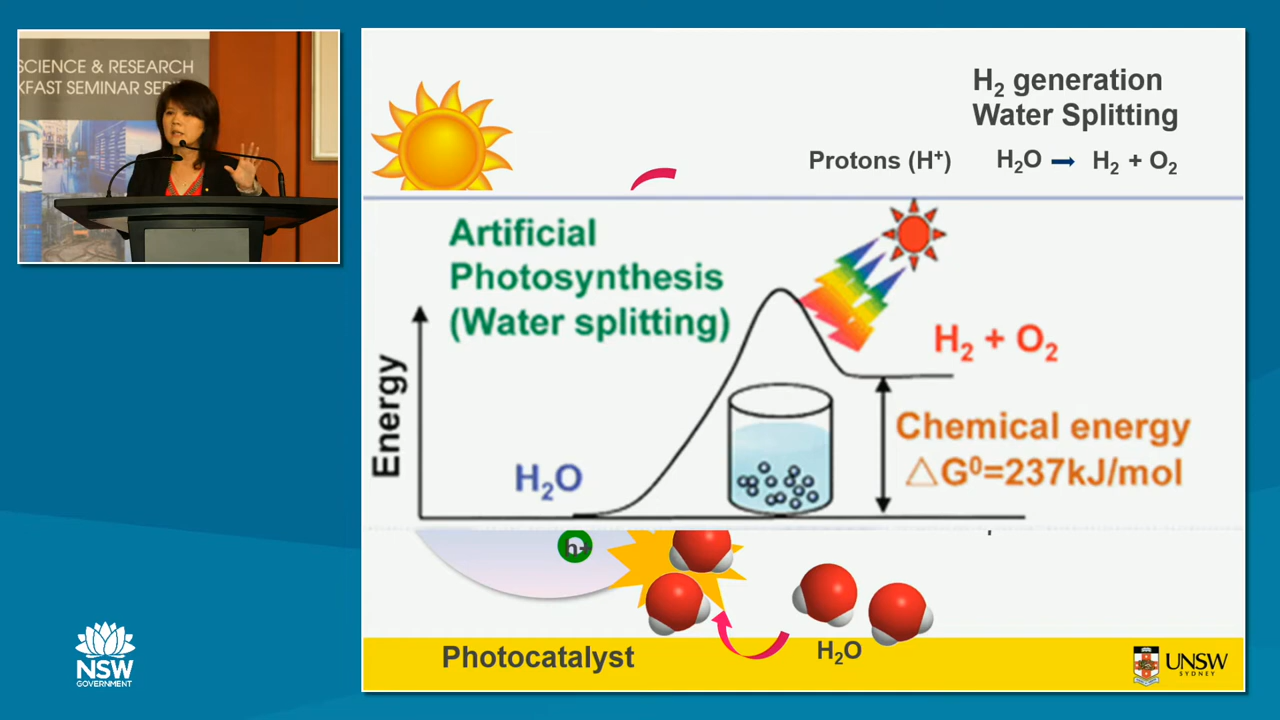 SCIENCE & RESEARCH
KFAST SEMINAR SERI
H₂ generation
Water Splitting
Protons (H⁺) H₂O → H₂ + O₂
Artificial
Photosynthesis
(Water splitting)
Energy
H₂O
H₂ + O₂
Chemical energy
△G⁰=237kJ/mol
h+
H₂O
Photocatalyst
NSW
GOVERNMENT
UNSW
SYDNEY